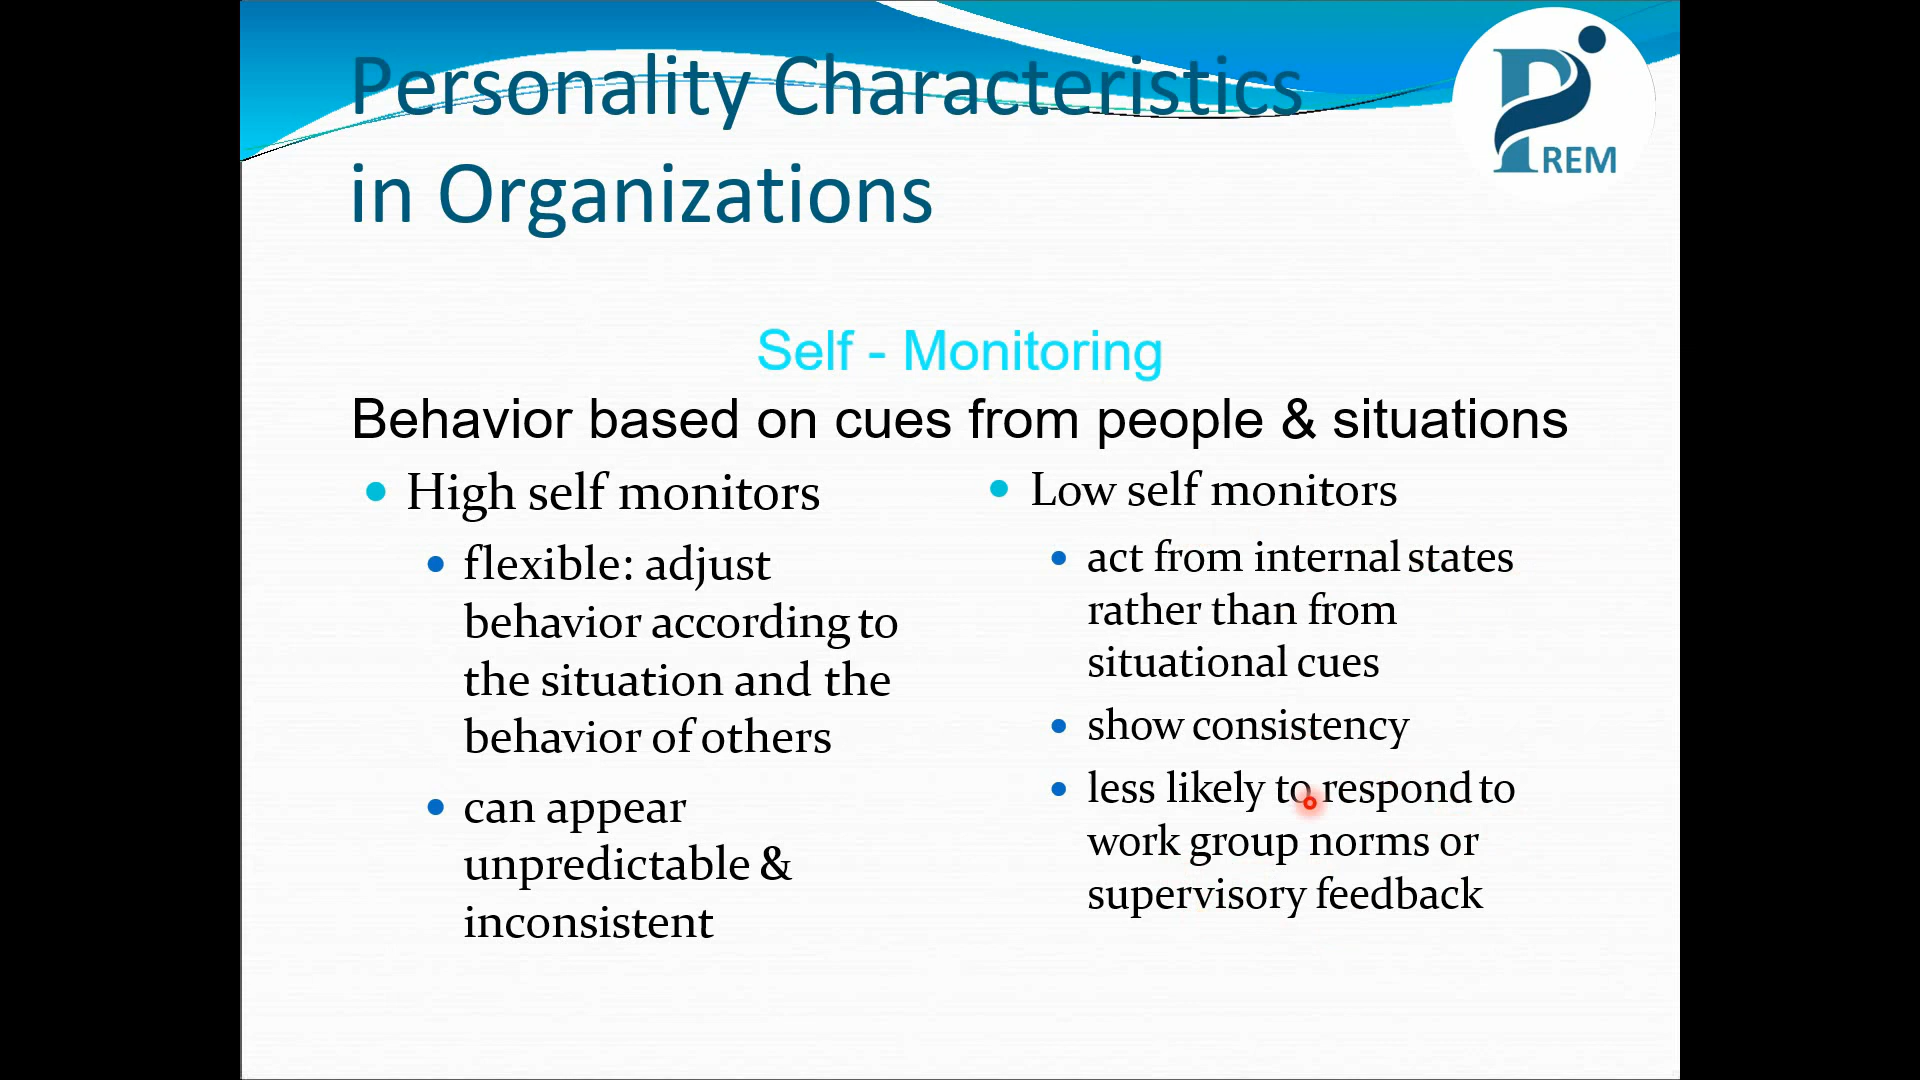 Personality Characteristics
in Organizations
PREM
Self - Monitoring
Behavior based on cues from people & situations
• High self monitors
• flexible: adjust
behavior according to
the situation and the
behavior of others
• can appear
unpredictable &
inconsistent
• Low self monitors
• act from internal states
rather than from
situational cues
• show consistency
• less likely to respond to
work group norms or
supervisory feedback